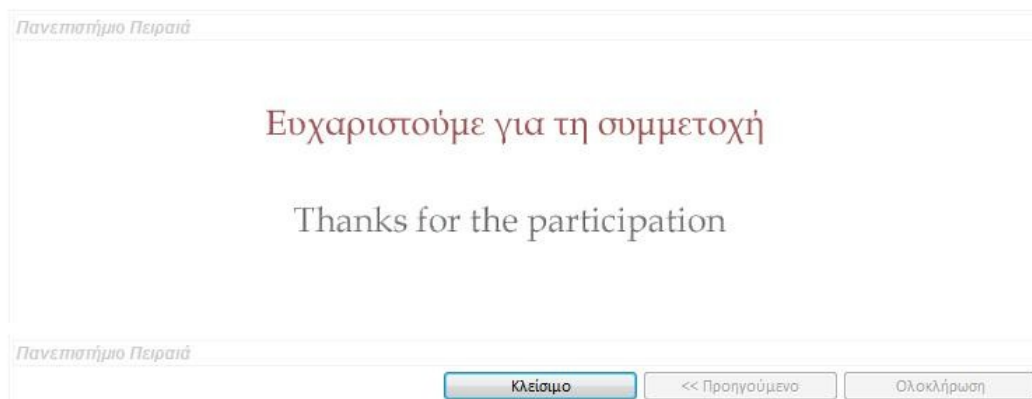 Πανεπιστήμιο Πειραιά
Ευχαριστούμε για τη συμμετοχή
Thanks for the participation
Πανεπιστήμιο Πειραιά
Κλείσιμο
<< Προηγούμενο
Ολοκλήρωση